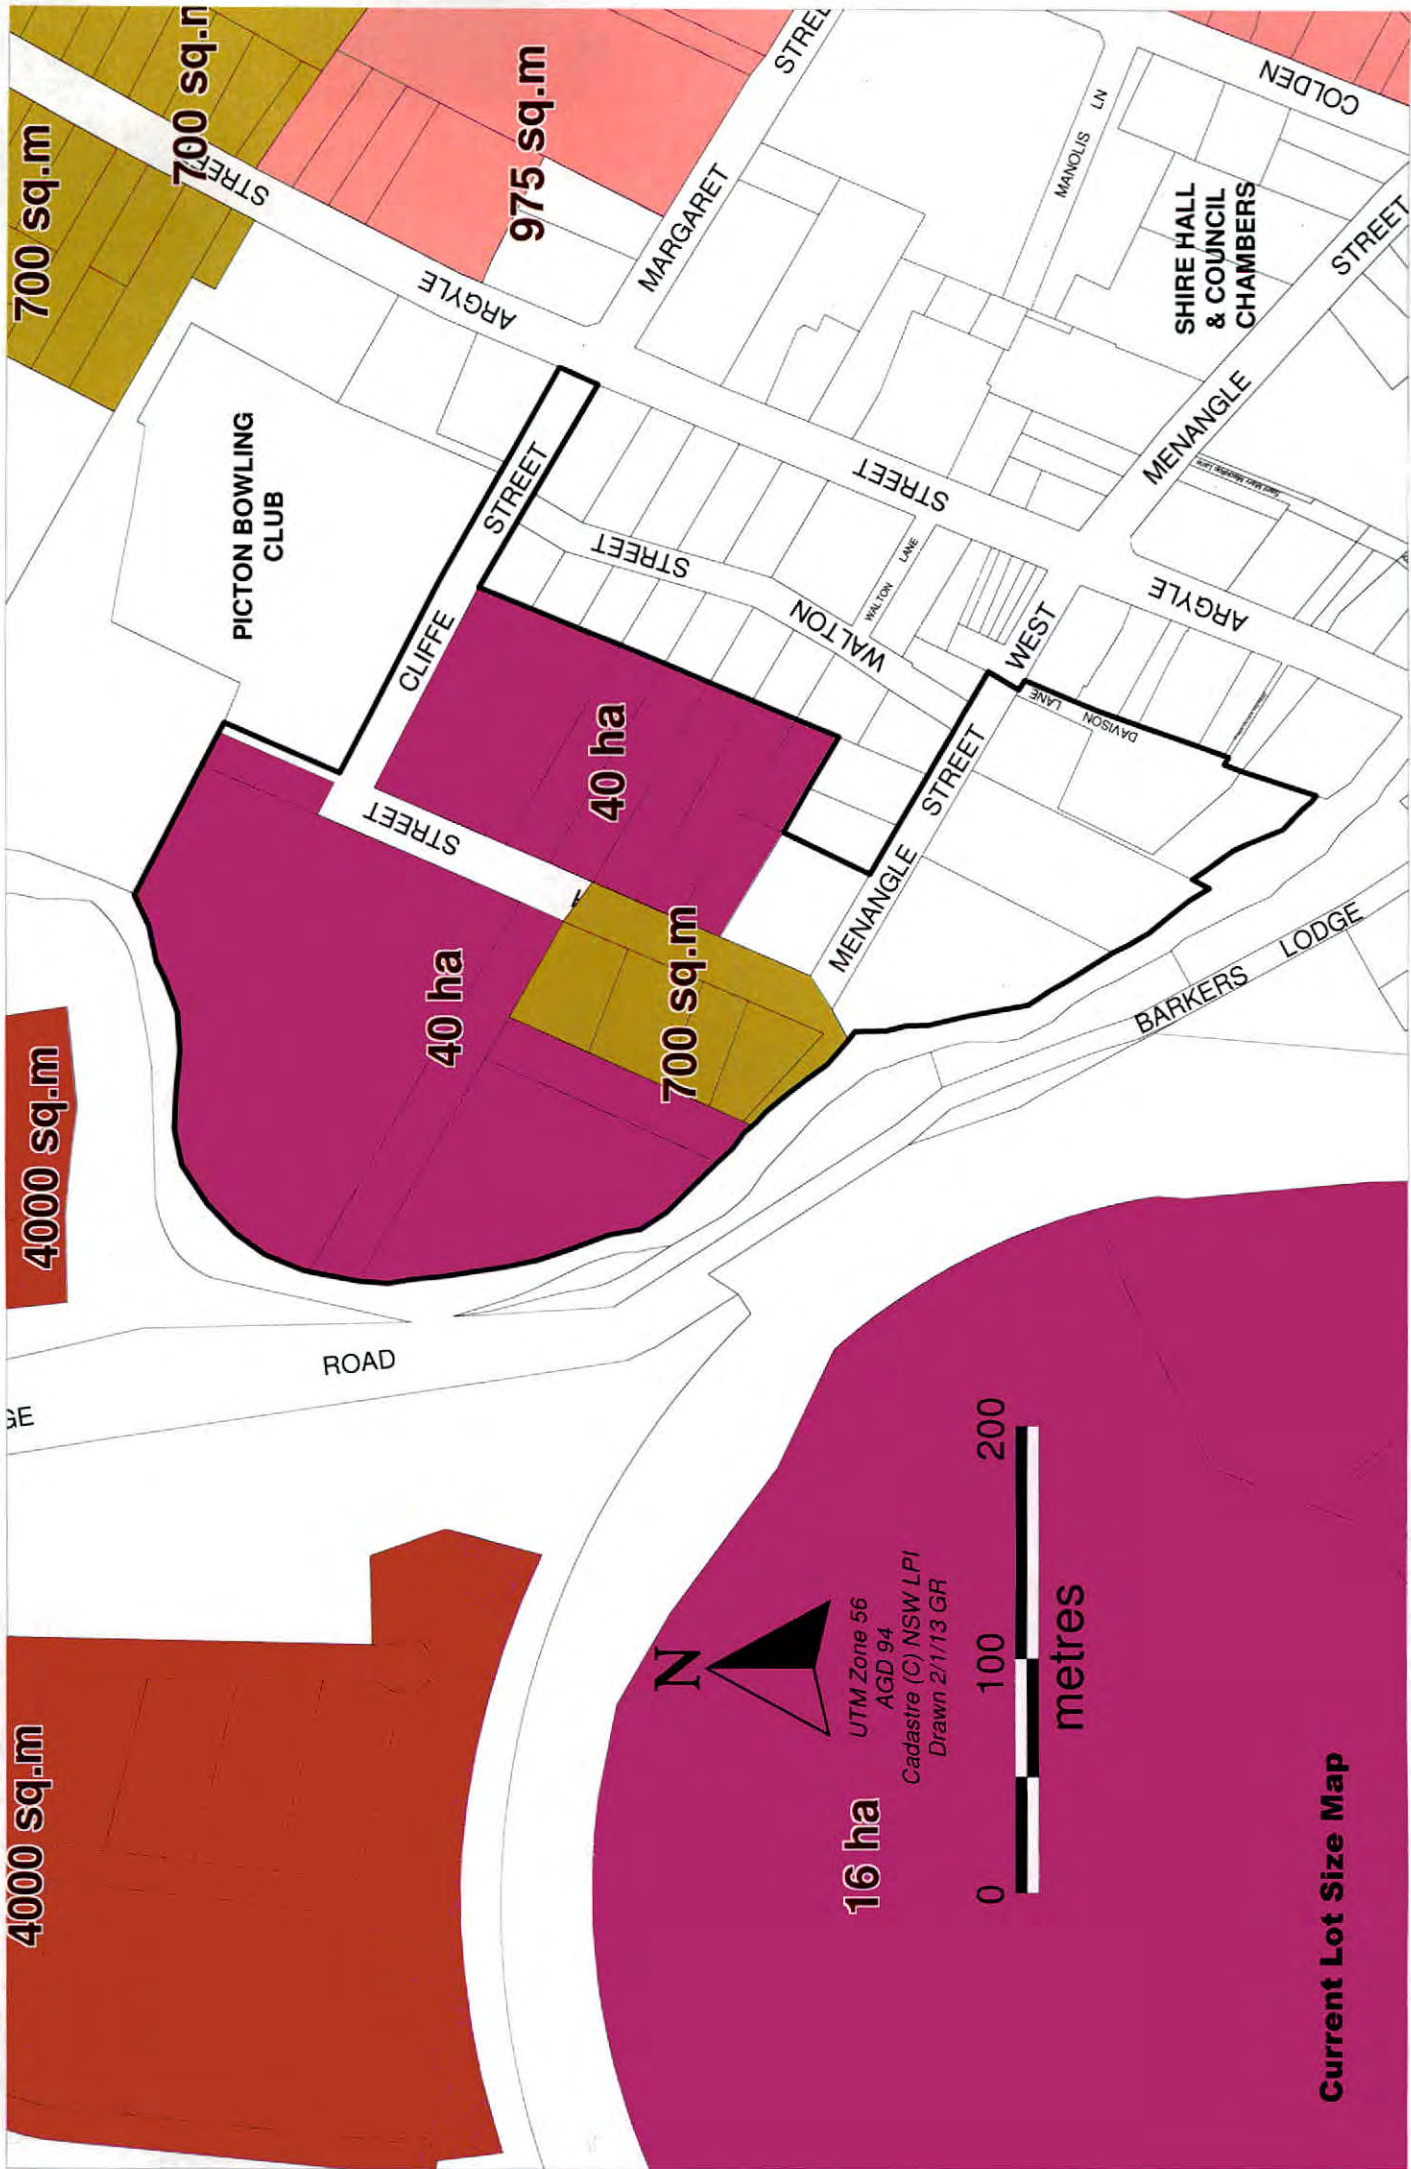 4000 sq.m
GE
4000 sq.m
700 sq.m
700 sq.
STREET
PICTON BOWLING
CLUB
ROAD
STREET
CLIFFE
STREET
ARGYLE
40 ha
975 sq.m
40 ha
STREET
WALTON
MARGARET
STREE
700 sq.m
N
UTM Zone 56
AGD 94
Cadastre (C) NSW LPI
Drawn 2/1/13 GR
16 ha
MENANGLE
STREET
WEST
WALTON LANE
STREET
0 100 200
metres
DAVISON
LANE
MANOLIS LN
MENANGLE
STREET
ARGYLE
BARKERS
LODGE
SHIRE HALL
& COUNCIL
CHAMBERS
COLDEN
Current Lot Size Map